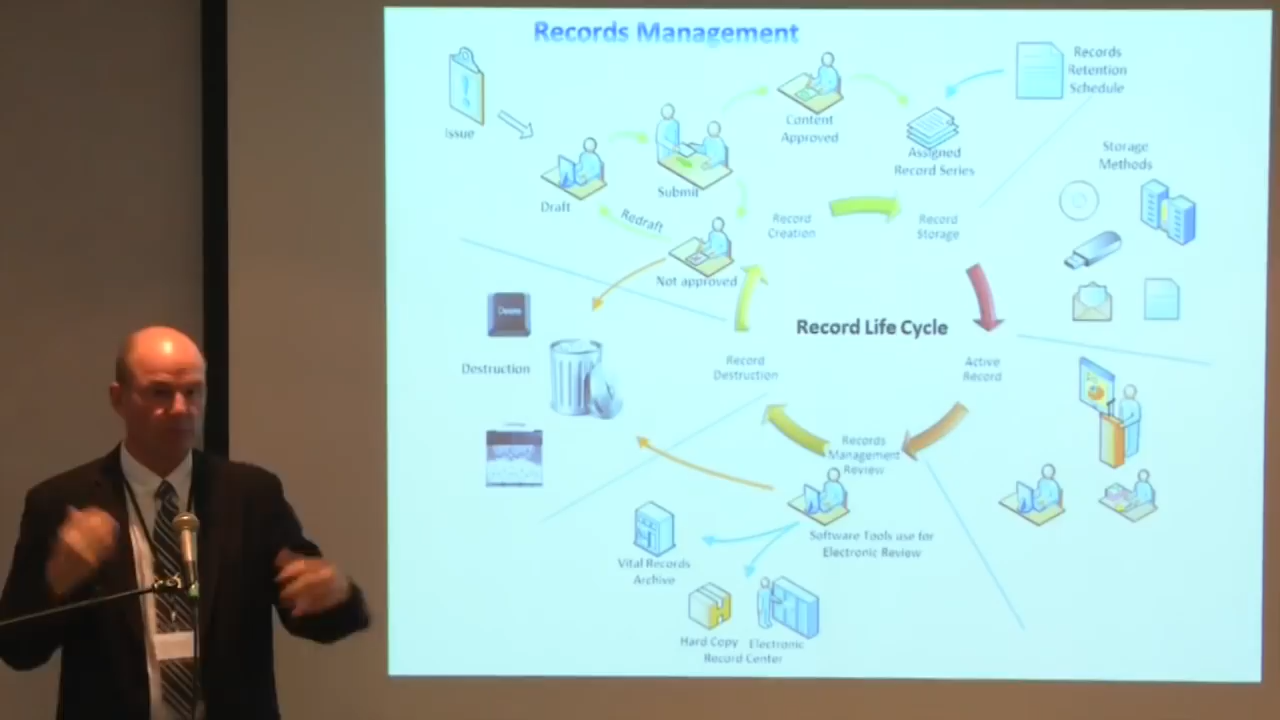 Records Management
Issue
Draft
Submit
Redraft
Not approved
Content
Approved
Assigned
Record Series
Records
Retention
Schedule
Storage
Methods
Record
Creation
Record
Storage
Record Life Cycle
Active
Record
Records
Management
Review
Record
Destruction
Destruction
Delete
Software Tools use for
Electronic Review
Vital Records
Archive
Hard Copy
Electronic
Record Center